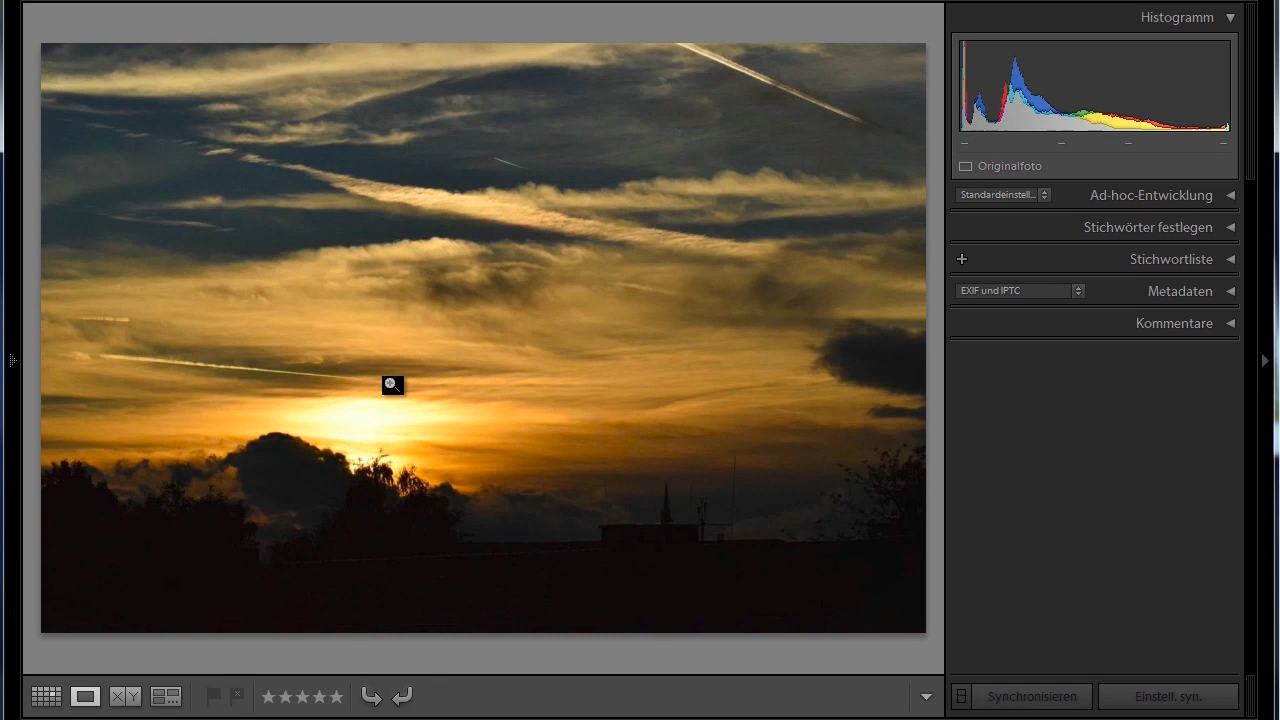 Histogramm
Originalfoto
Standardeinstell...
Ad-hoc-Entwicklung
Stichwörter festlegen
Stichwortliste
EXIF und IPTC
Metadaten
Kommentare
X Y
Synchronisieren
Einstell. syn.